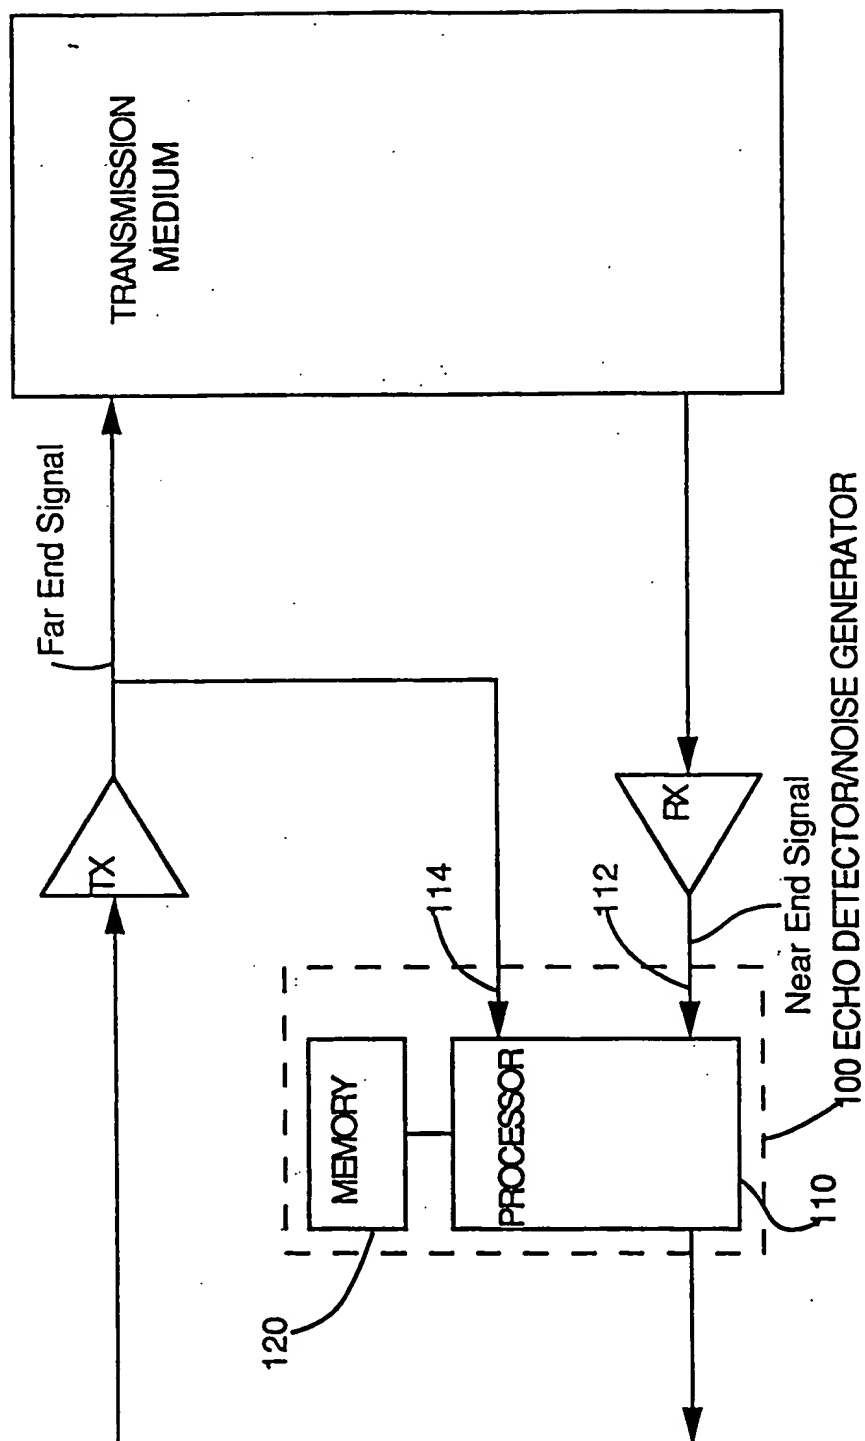 TRANSMISSION
MEDIUM
Far End Signal
TX
RX
114
112
Near End Signal
MEMORY
PROCESSOR
120
110
100 ECHO DETECTOR/NOISE GENERATOR